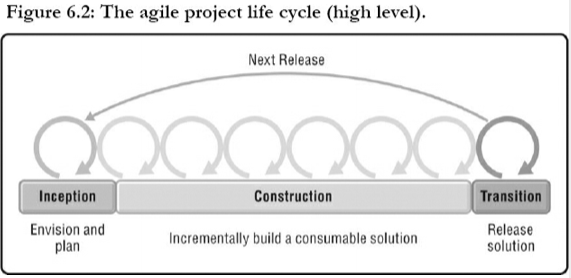 Figure 6.2: The agile project life cycle (high level).
Next Release
Inception
Construction
Transition
Envision and
plan
Incrementally build a consumable solution
Release
solution